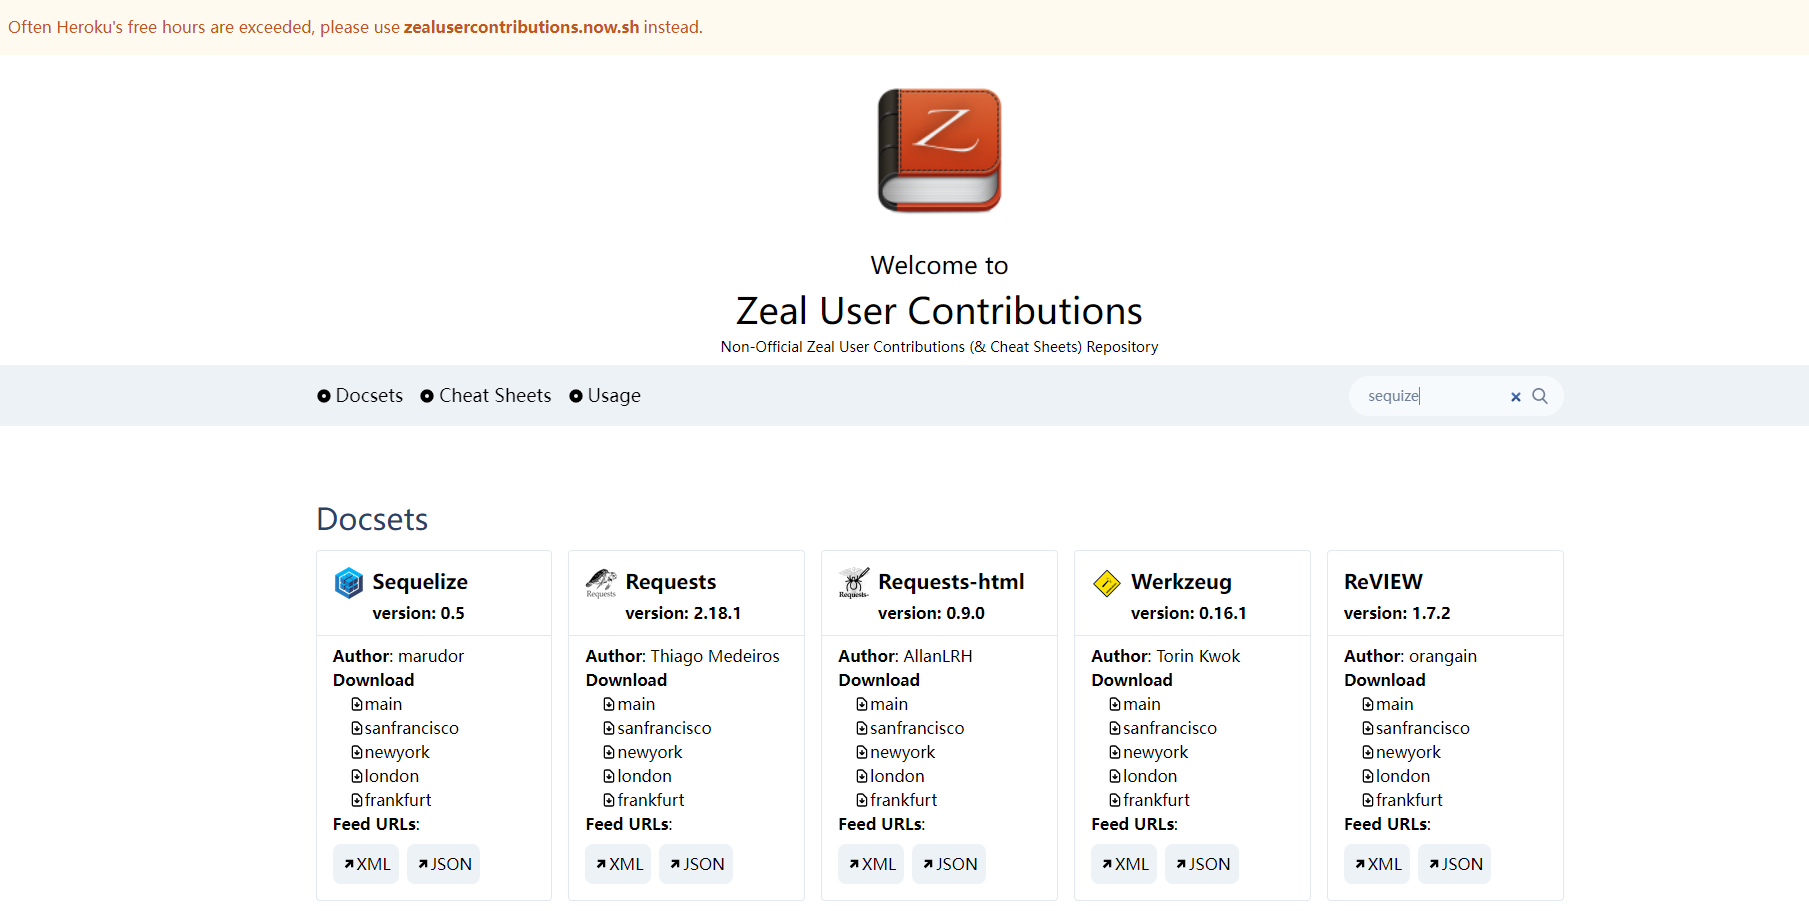 Often Heroku's free hours are exceeded, please use zealusercontributions.now.sh instead.
Z
Welcome to
Zeal User Contributions
Non-Official Zeal User Contributions (& Cheat Sheets) Repository
Docsets Cheat Sheets Usage sequize
Docsets
Sequelize
version: 0.5
Author: marudor
Download
main
sanfrancisco
newyork
london
frankfurt
Feed URLs:
XML JSON
Requests
Requests
version: 2.18.1
Author: Thiago Medeiros
Download
main
sanfrancisco
newyork
london
frankfurt
Feed URLs:
XML JSON
Requests-
Requests-html
version: 0.9.0
Author: AllanLRH
Download
main
sanfrancisco
newyork
london
frankfurt
Feed URLs:
XML JSON
Werkzeug
version: 0.16.1
Author: Torin Kwok
Download
main
sanfrancisco
newyork
london
frankfurt
Feed URLs:
XML JSON
ReVIEW
version: 1.7.2
Author: orangain
Download
main
sanfrancisco
newyork
london
frankfurt
Feed URLs:
XML JSON